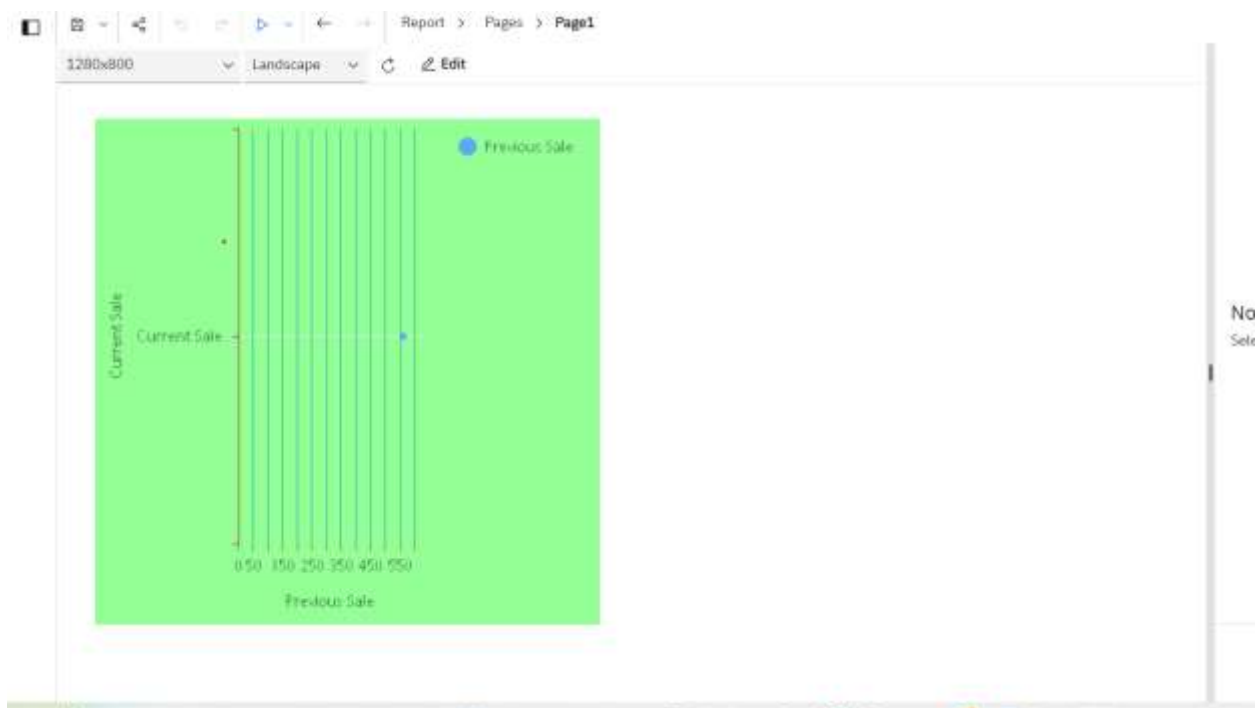 Report > Pages > Page1
1280x800 Landscape Edit
Previous Sale
Current Sale
Current Sale
0 50 150 250 350 450 550
Previous Sale
No
Sele